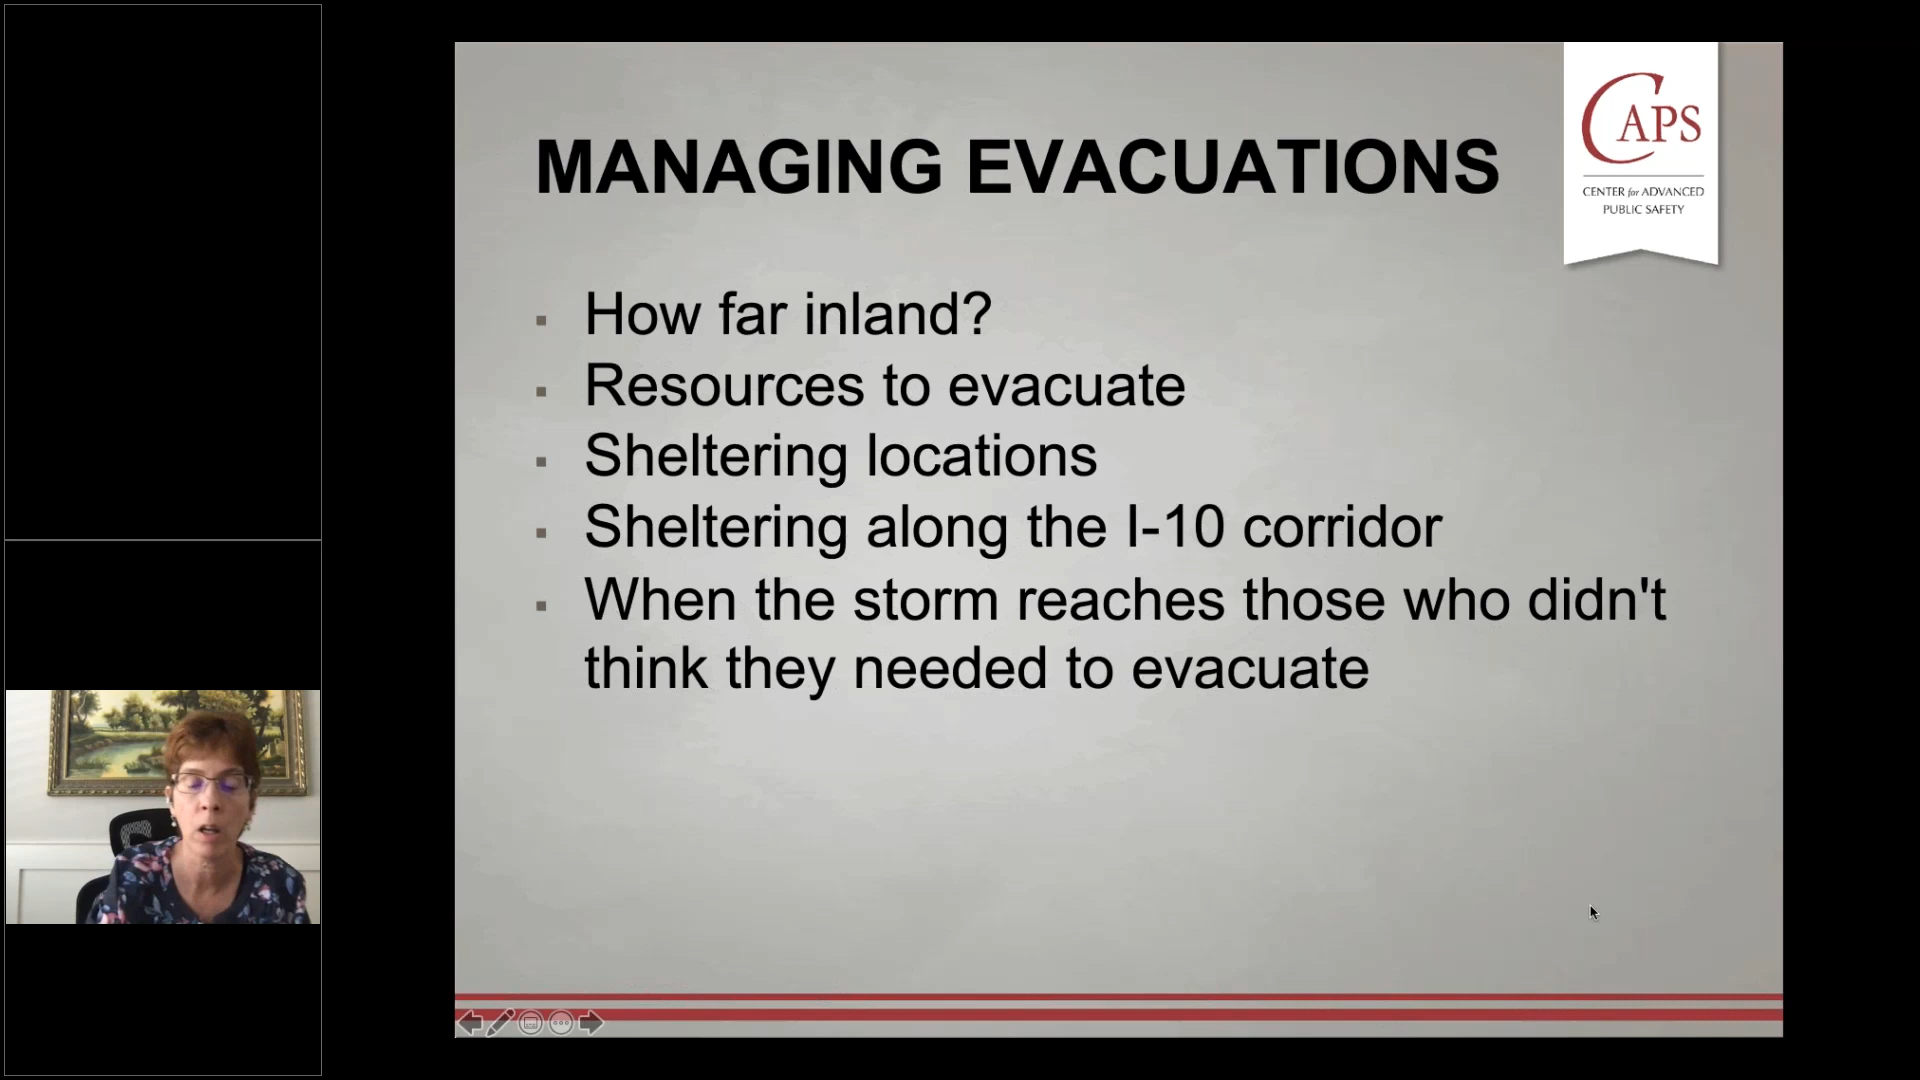 MANAGING EVACUATIONS
CAPS
CENTER for ADVANCED
PUBLIC SAFETY
How far inland?
Resources to evacuate
Sheltering locations
Sheltering along the I-10 corridor
When the storm reaches those who didn't
think they needed to evacuate